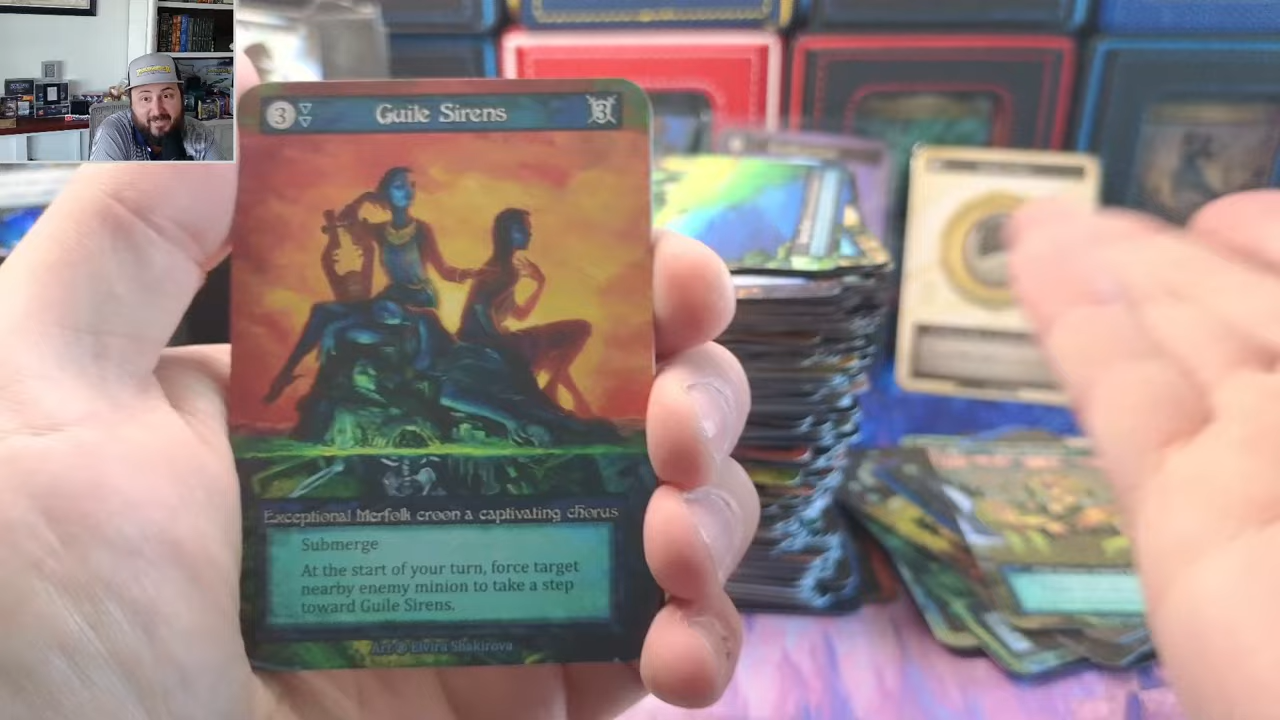 3 Guile Sirens 3
Exceptional Merfolk croon a captivating chorus
Submerge
At the start of your turn, force target
nearby enemy minion to take a step
toward Guile Sirens.
Art © Elvira Shakirova